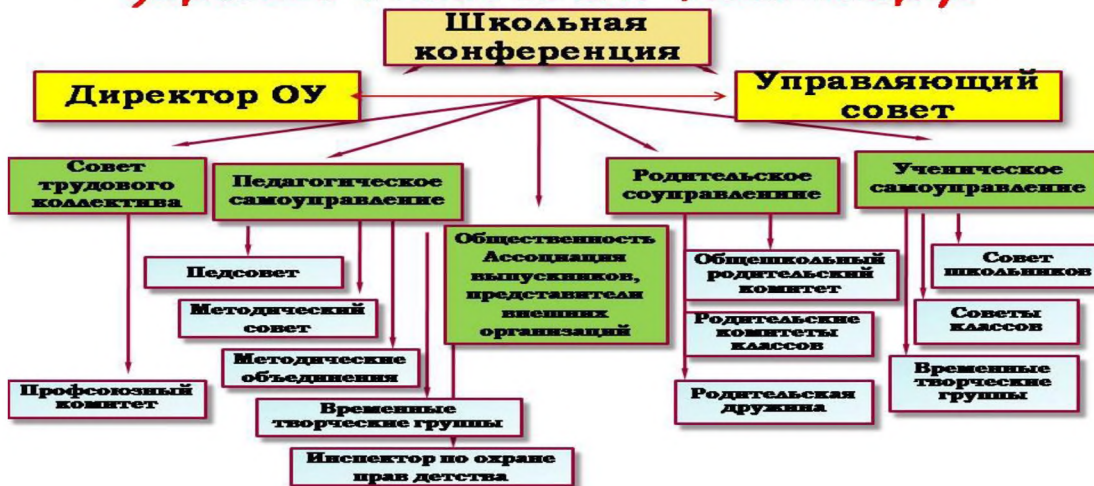 Школьная
конференция
Директор ОУ
Управляющий
совет
Совет
трудового
коллектива
Педагогическое
самоуправление
Родительское
соуправление
Ученическое
самоуправление
Общественность
Ассоциация
выпускников,
представители
внешних
организаций
Педсовет
Методический
совет
Методические
объединения
Временные
творческие группы
Инспектор по охране
прав детства
Профсоюзный
комитет
Общешкольный
родительский
комитет
Родительские
комитеты
классов
Родительская
дружина
Совет
школьников
Советы
классов
Временные
творческие
группы